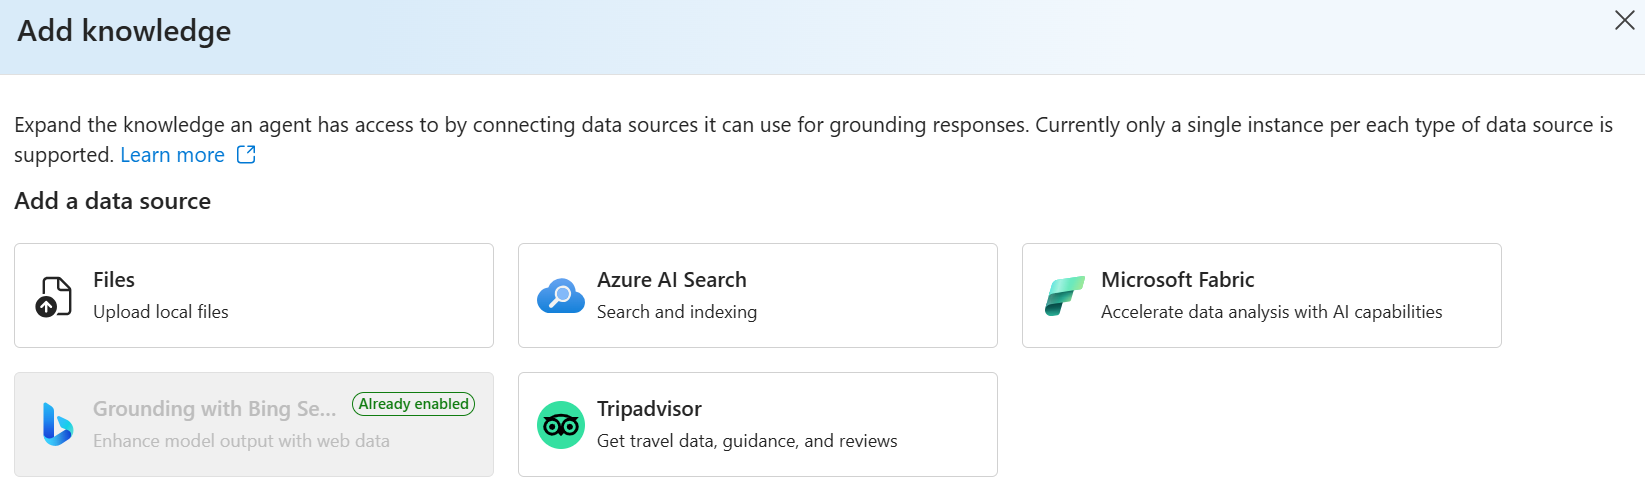 Add knowledge
Expand the knowledge an agent has access to by connecting data sources it can use for grounding responses. Currently only a single instance per each type of data source is
supported. Learn more
Add a data source
Files
Upload local files
Azure AI Search
Search and indexing
Microsoft Fabric
Accelerate data analysis with AI capabilities
Grounding with Bing Se...
Already enabled
Enhance model output with web data
Tripadvisor
Get travel data, guidance, and reviews